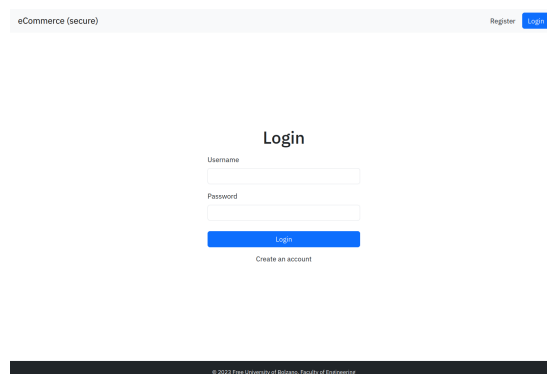 eCommerce (secure)
Register Login
Login
Username
Password
Login
Create an account
© 2023 Free University of Bolzano, Faculty of Engineering